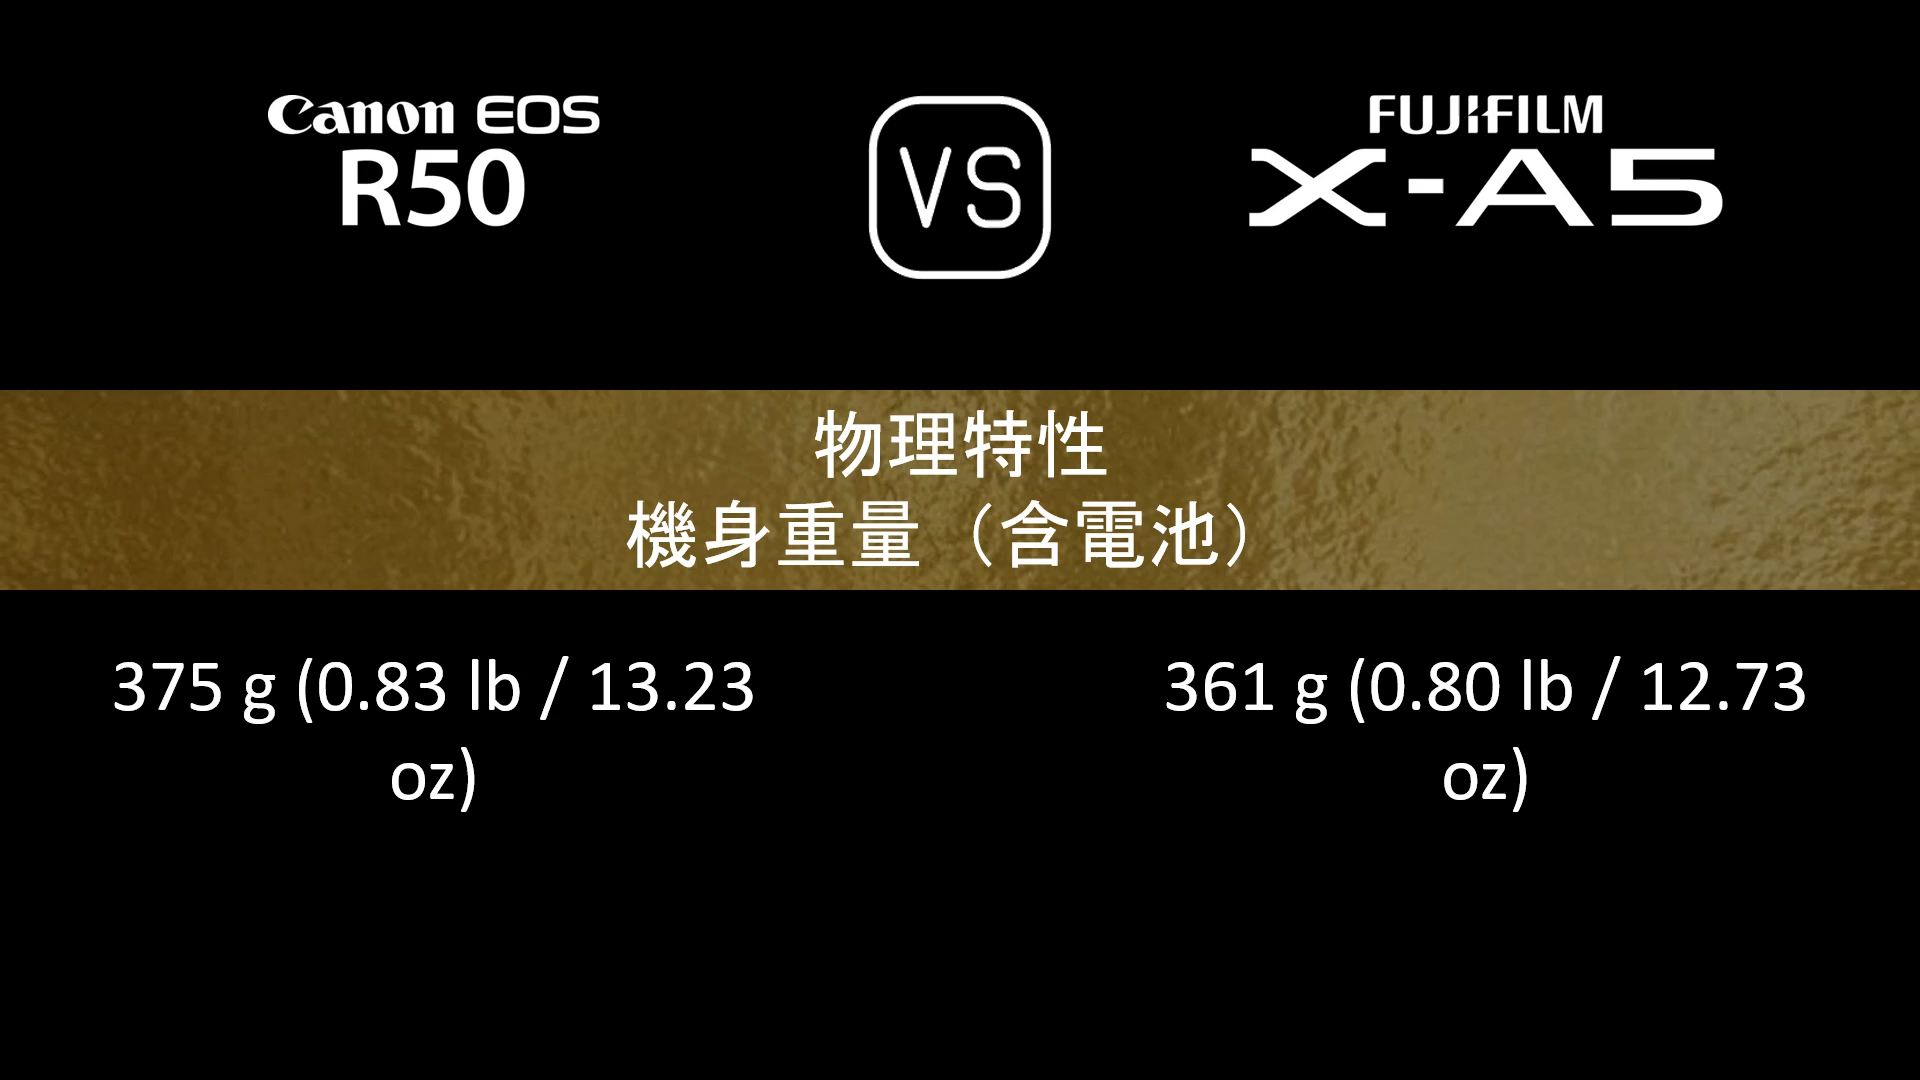 Canon EOS
R50
VS
FUJIFILM
X-A5
物理特性
機身重量（含電池）
375 g (0.83 lb / 13.23
oz)
361 g (0.80 lb / 12.73
oz)